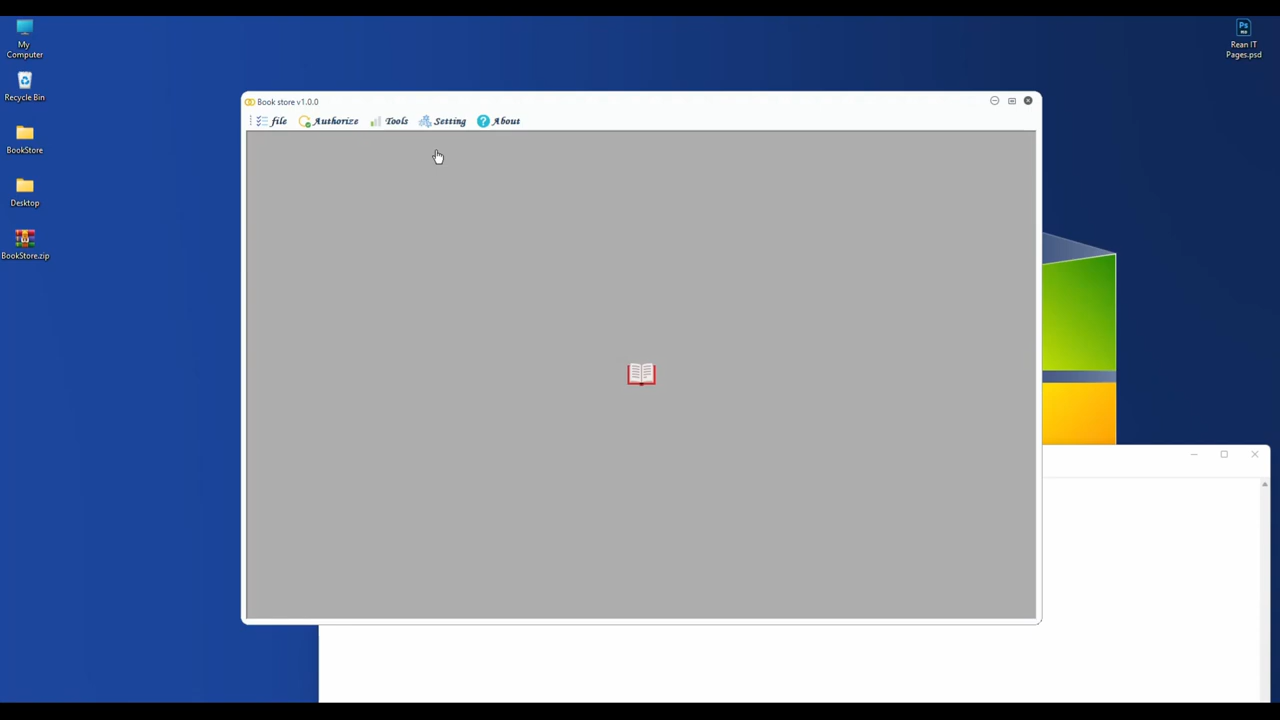 My
Computer
Recycle Bin
BookStore
Desktop
BookStore.zip
Ps
Rean IT
Pages.psd
Book store v1.0.0
file
Authorize
Tools
Setting
About